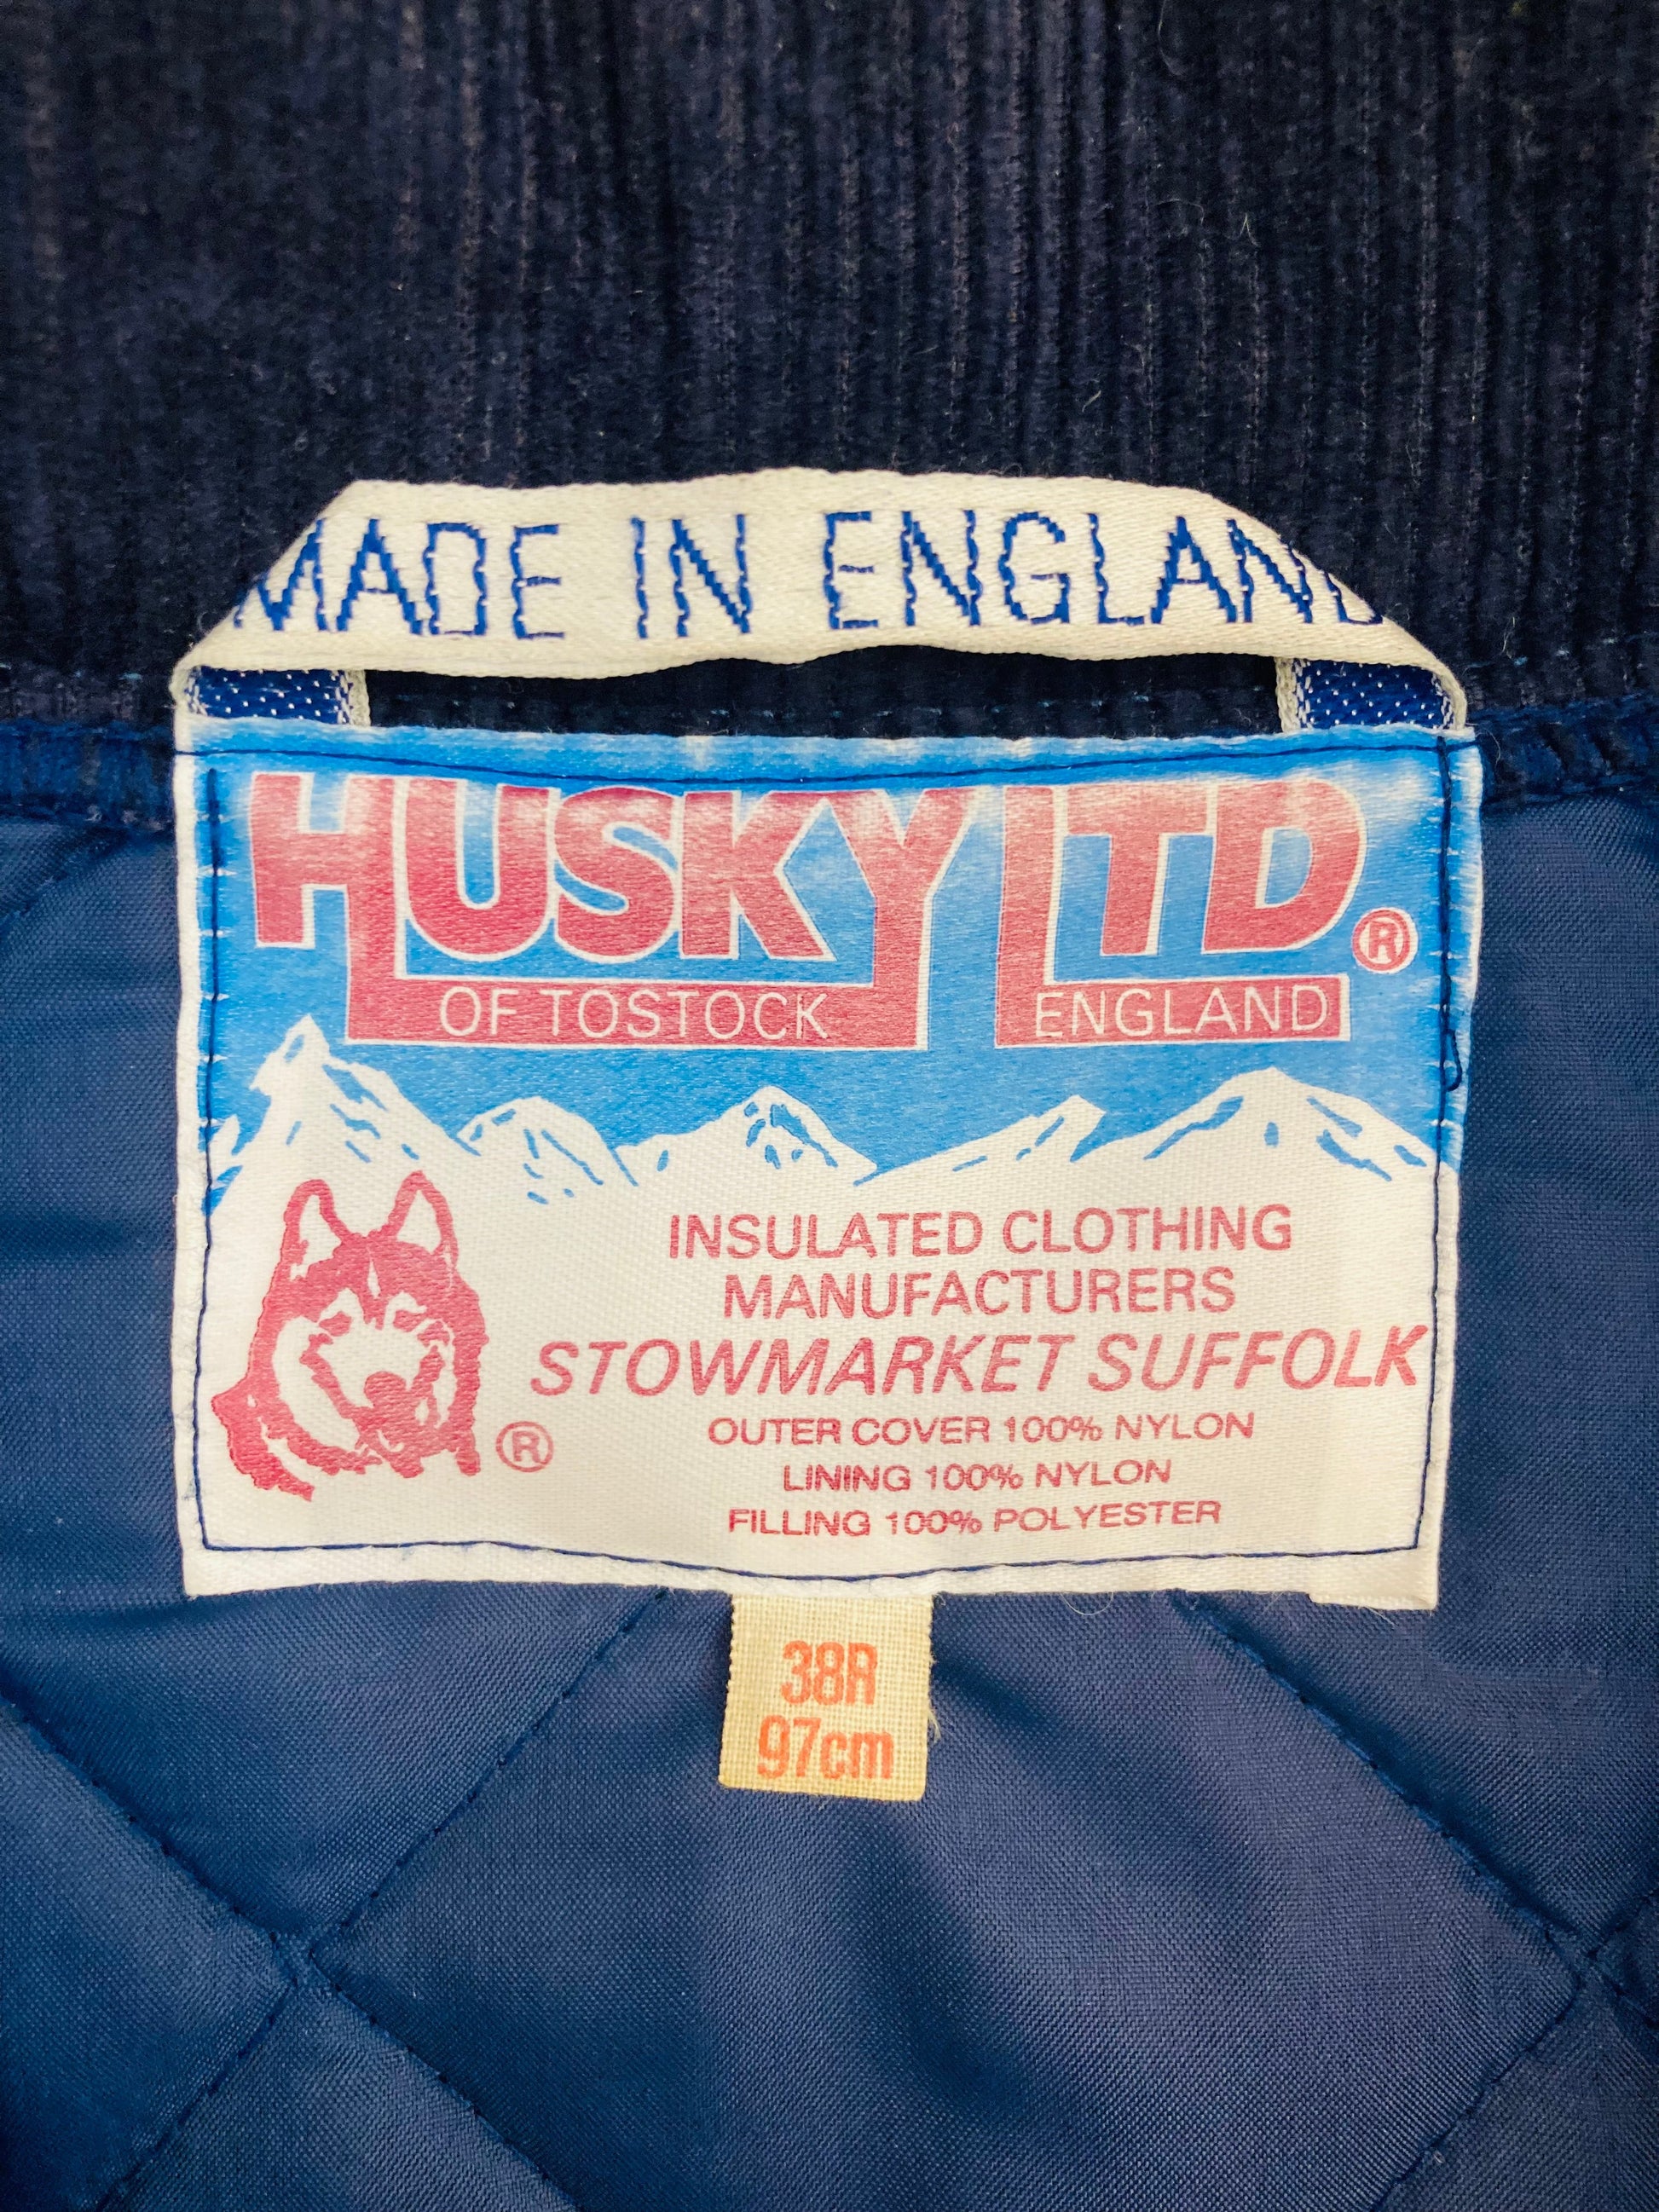 MADE IN ENGLAND
HUSKY LTD®
OF TOSTOCK ENGLAND
INSULATED CLOTHING
MANUFACTURERS
STOWMARKET SUFFOLK
®
OUTER COVER 100% NYLON
LINING 100% NYLON
FILLING 100% POLYESTER
38R
97cm